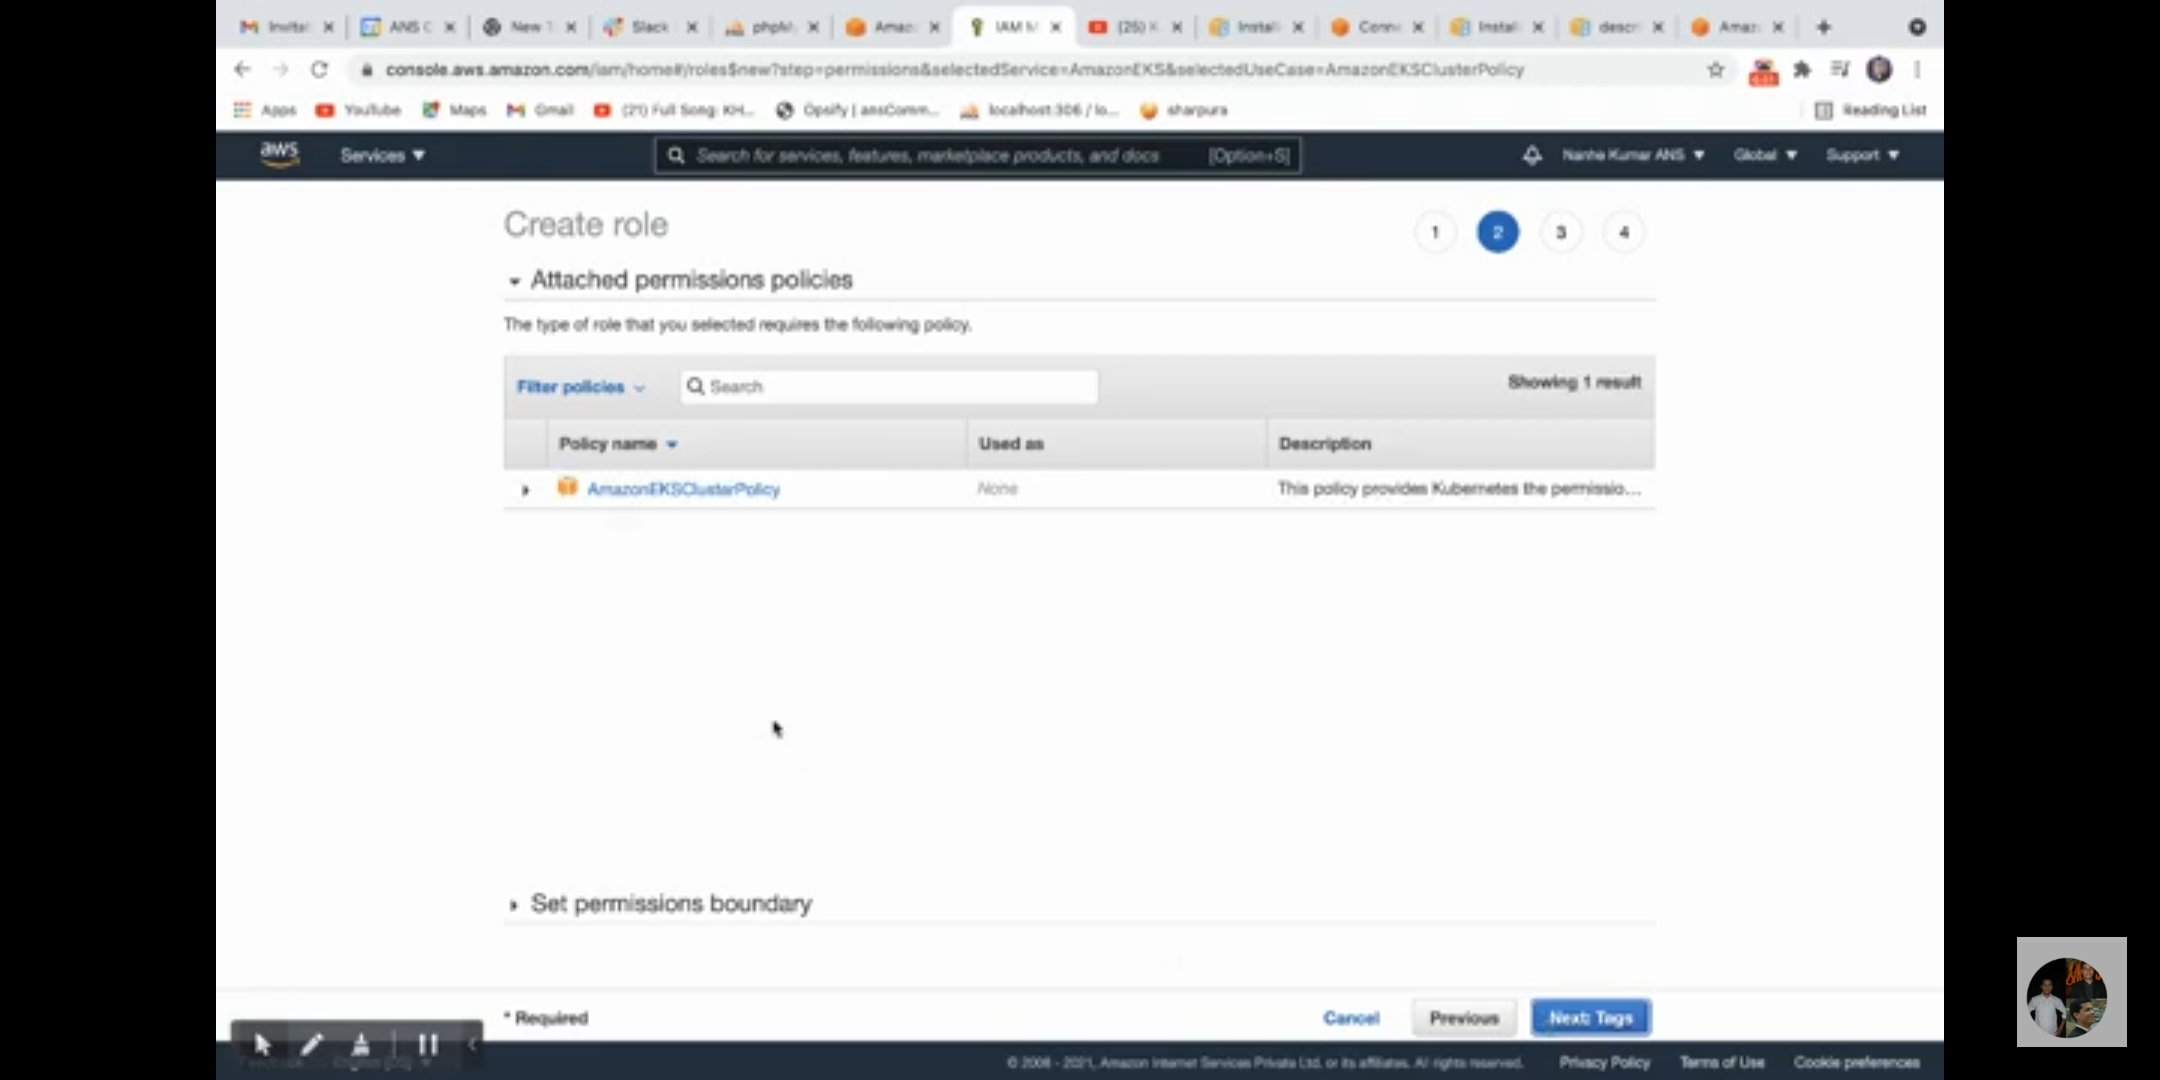 Invitat
ANS C
New T
Slack
phpM
Amaz
IAM M
(25) K
Install
Conne
Install
descri
Amaz
console.aws.amazon.com/iam/home#/roles$new?step=permissions&selectedService=AmazonEKS&selectedUseCase=AmazonEKSClusterPolicy
Apps YouTube Maps Gmail (21) Full Song: KH... Opsify | ansComm... localhost:306 / lo... sharpura Reading List
aws Services Search for services, features, marketplace products, and docs [Option+S] Nanhe Kumar ANS Global Support
Create role
1 2 3 4
Attached permissions policies
The type of role that you selected requires the following policy.
Filter policies Search Showing 1 result
Policy name Used as Description
AmazonEKSClusterPolicy None This policy provides Kubernetes the permissio...
Set permissions boundary
* Required Cancel Previous Next: Tags
English (US)
© 2008 - 2021, Amazon Internet Services Private Ltd. or its affiliates. All rights reserved. Privacy Policy Terms of Use Cookie preferences